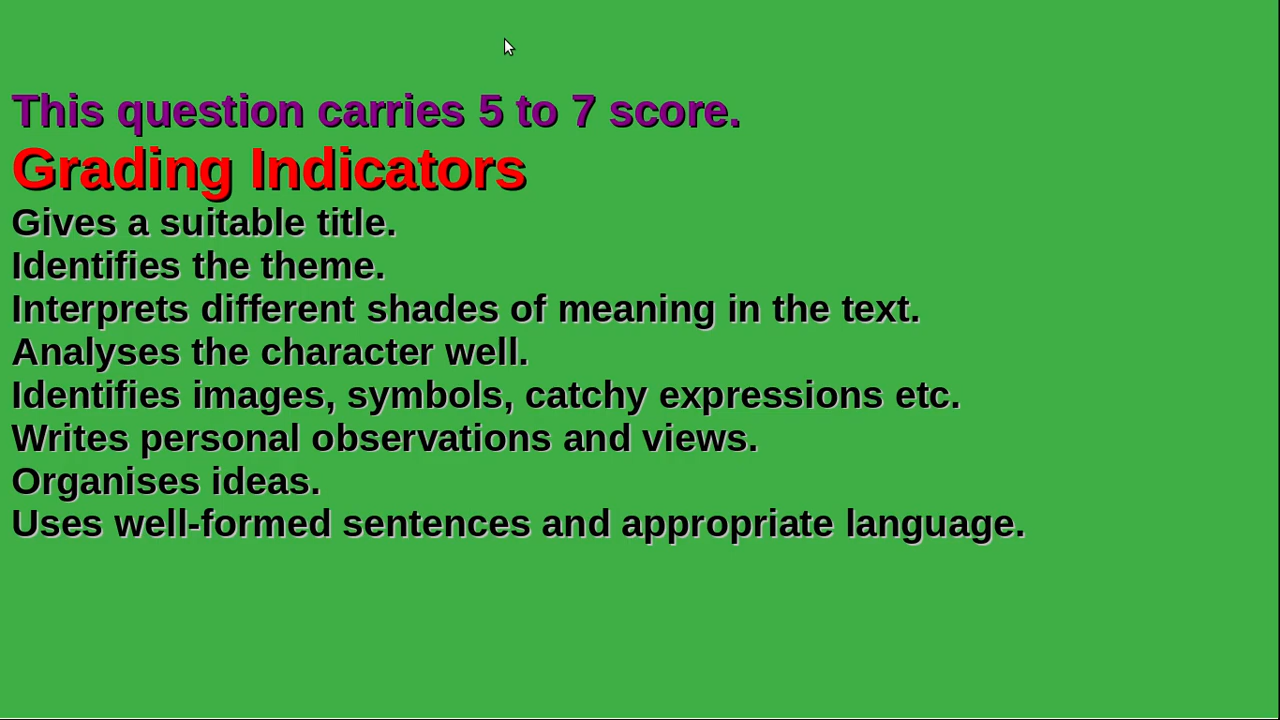 This question carries 5 to 7 score.
Grading Indicators
Gives a suitable title.
Identifies the theme.
Interprets different shades of meaning in the text.
Analyses the character well.
Identifies images, symbols, catchy expressions etc.
Writes personal observations and views.
Organises ideas.
Uses well-formed sentences and appropriate language.